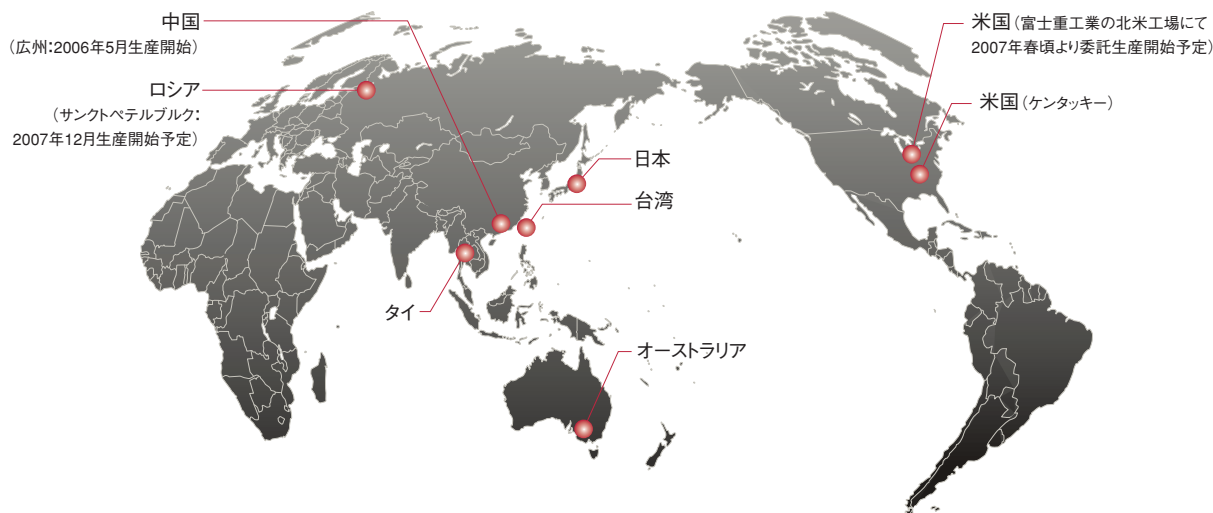 中国
(広州:2006年5月生産開始)
ロシア
(サンクトペテルブルク:
2007年12月生産開始予定)
米国(富士重工業の北米工場にて
2007年春頃より委託生産開始予定)
米国(ケンタッキー)
日本
台湾
タイ
オーストラリア